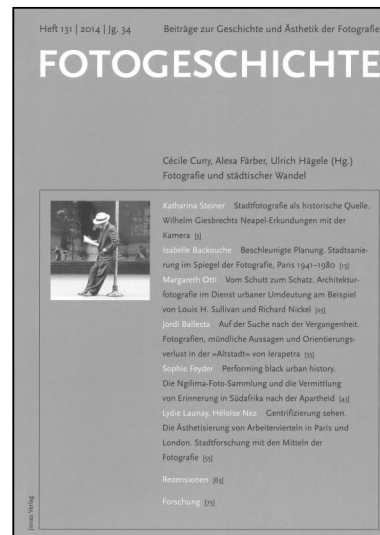 Heft 131 | 2014 | Jg. 34 Beiträge zur Geschichte und Ästhetik der Fotografie
FOTOGESCHICHTE
Cécile Cuny, Alexa Färber, Ulrich Hägele (Hg.)
Fotografie und städtischer Wandel
Katharina Steiner Stadtfotografie als historische Quelle.
Wilhelm Giesbrechts Neapel-Erkundungen mit der
Kamera [5]
Isabelle Backouche Beschleunigte Planung. Stadtsanie-
rung im Spiegel der Fotografie, Paris 1941–1980 [13]
Margareth Otti Vom Schutt zum Schatz. Architektur-
fotografie im Dienst urbaner Umdeutung am Beispiel
von Louis H. Sullivan und Richard Nickel [25]
Jordi Ballesta Auf der Suche nach der Vergangenheit.
Fotografien, mündliche Aussagen und Orientierungs-
verlust in der »Altstadt« von Ierapetra [35]
Sophie Feyder Performing black urban history.
Die Ngilima-Foto-Sammlung und die Vermittlung
von Erinnerung in Südafrika nach der Apartheid [43]
Lydie Launay, Héloïse Nez Gentrifizierung sehen.
Die Ästhetisierung von Arbeitervierteln in Paris und
London. Stadtforschung mit den Mitteln der
Fotografie [55]
Rezensionen [63]
Forschung [73]
Jonas Verlag